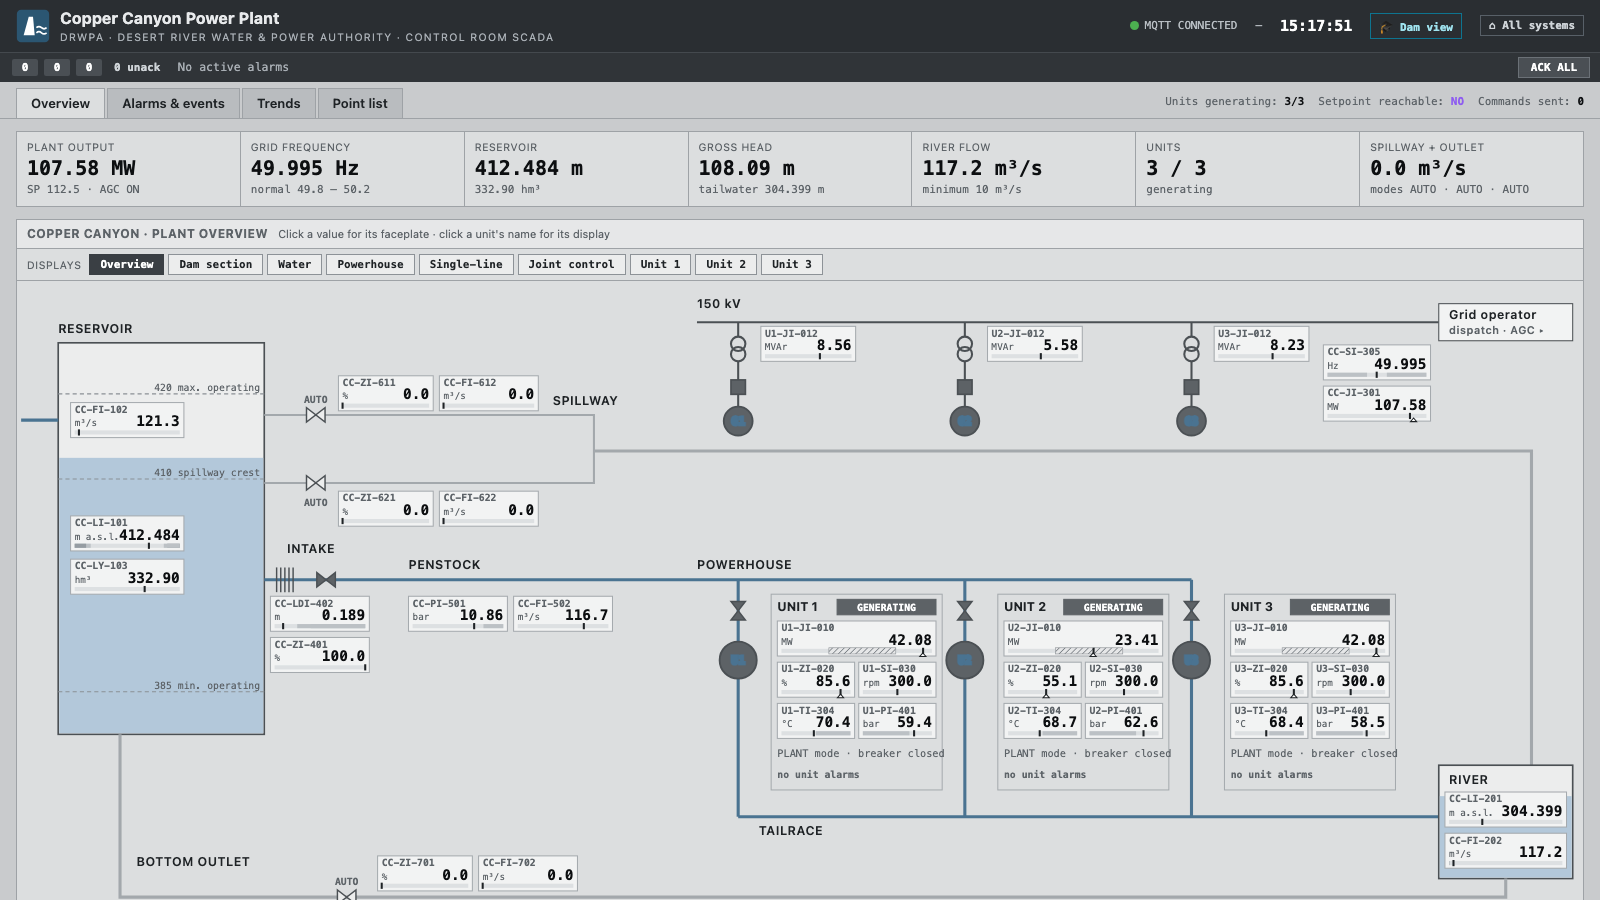 Copper Canyon Power Plant
DRWPA · DESERT RIVER WATER & POWER AUTHORITY · CONTROL ROOM SCADA
MQTT CONNECTED — 15:17:51 Dam view ⌂ All systems
0 0 0 0 unack No active alarms ACK ALL
Overview Alarms & events Trends Point list Units generating: 3/3 Setpoint reachable: NO Commands sent: 0
PLANT OUTPUT GRID FREQUENCY RESERVOIR GROSS HEAD RIVER FLOW UNITS SPILLWAY + OUTLET
107.58 MW 49.995 Hz 412.484 m 108.09 m 117.2 m³/s 3 / 3 0.0 m³/s
SP 112.5 · AGC ON normal 49.8 – 50.2 332.90 hm³ tailwater 304.399 m minimum 10 m³/s generating modes AUTO · AUTO · AUTO
COPPER CANYON · PLANT OVERVIEW Click a value for its faceplate · click a unit's name for its display
DISPLAYS Overview Dam section Water Powerhouse Single-line Joint control Unit 1 Unit 2 Unit 3
150 kV
Grid operator
dispatch · AGC ▸
U1-JI-012
MVAr 8.56
U2-JI-012
MVAr 5.58
U3-JI-012
MVAr 8.23
CC-SI-305
Hz 49.995
CC-JI-301
MW 107.58
RESERVOIR
420 max. operating
CC-FI-102
m³/s 121.3
410 spillway crest
CC-LI-101
m a.s.l. 412.484
CC-LY-103
hm³ 332.90
385 min. operating
AUTO
CC-ZI-611
% 0.0
CC-FI-612
m³/s 0.0
SPILLWAY
AUTO
CC-ZI-621
% 0.0
CC-FI-622
m³/s 0.0
INTAKE
CC-LDI-402
m 0.189
CC-ZI-401
% 100.0
PENSTOCK
CC-PI-501
bar 10.86
CC-FI-502
m³/s 116.7
POWERHOUSE
UNIT 1 GENERATING
U1-JI-010
MW 42.08
U1-ZI-020
% 85.6
U1-SI-030
rpm 300.0
U1-TI-304
°C 70.4
U1-PI-401
bar 59.4
PLANT mode · breaker closed
no unit alarms
UNIT 2 GENERATING
U2-JI-010
MW 23.41
U2-ZI-020
% 55.1
U2-SI-030
rpm 300.0
U2-TI-304
°C 68.7
U2-PI-401
bar 62.6
PLANT mode · breaker closed
no unit alarms
UNIT 3 GENERATING
U3-JI-010
MW 42.08
U3-ZI-020
% 85.6
U3-SI-030
rpm 300.0
U3-TI-304
°C 68.4
U3-PI-401
bar 58.5
PLANT mode · breaker closed
no unit alarms
TAILRACE
RIVER
CC-LI-201
m a.s.l. 304.399
CC-FI-202
m³/s 117.2
BOTTOM OUTLET
AUTO
CC-ZI-701
% 0.0
CC-FI-702
m³/s 0.0